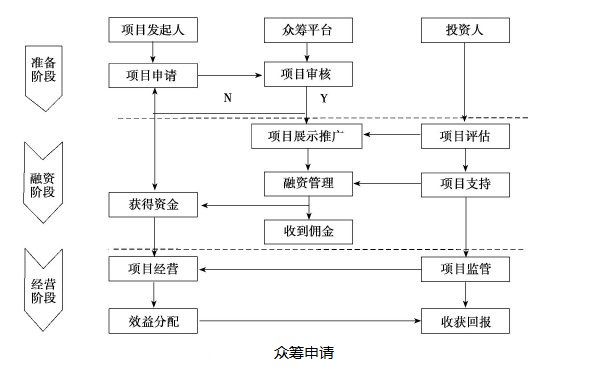 项目发起人
众筹平台
投资人
准备
阶段
项目申请
项目审核
N
Y
项目展示推广
项目评估
融资
阶段
融资管理
项目支持
获得资金
收到佣金
经营
阶段
项目经营
项目监管
效益分配
收获回报
众筹申请